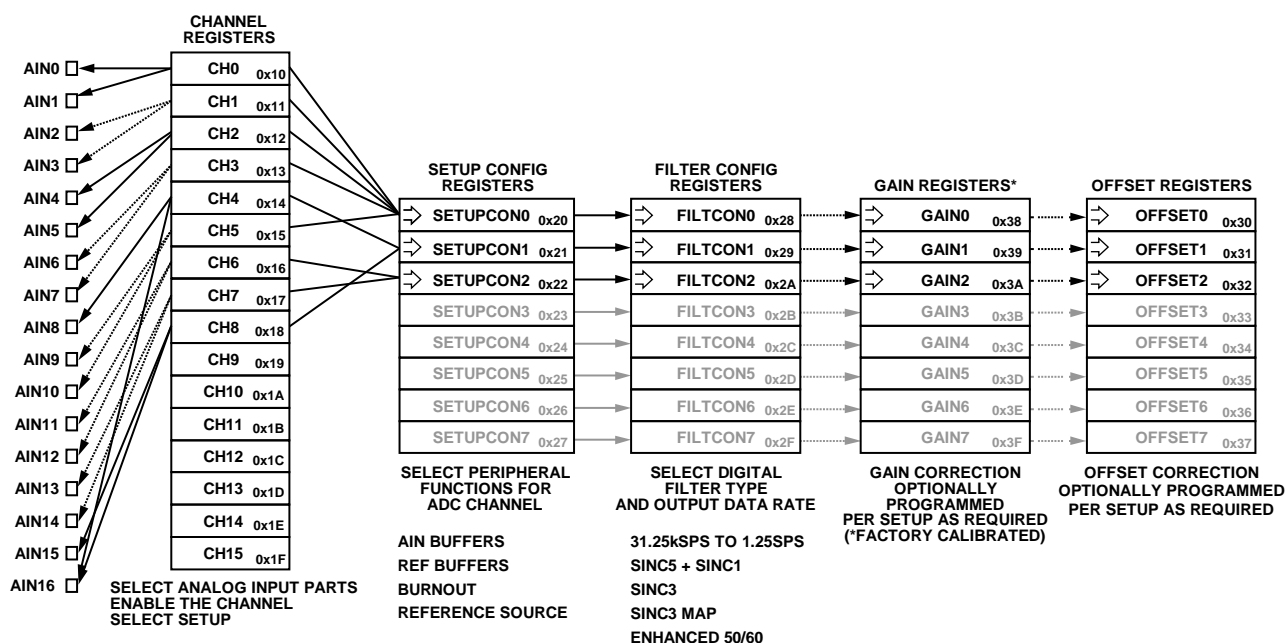 CHANNEL
REGISTERS
AIN0
AIN1
AIN2
AIN3
AIN4
AIN5
AIN6
AIN7
AIN8
AIN9
AIN10
AIN11
AIN12
AIN13
AIN14
AIN15
AIN16
CH0 0x10
CH1 0x11
CH2 0x12
CH3 0x13
CH4 0x14
CH5 0x15
CH6 0x16
CH7 0x17
CH8 0x18
CH9 0x19
CH10 0x1A
CH11 0x1B
CH12 0x1C
CH13 0x1D
CH14 0x1E
CH15 0x1F
SELECT ANALOG INPUT PARTS
ENABLE THE CHANNEL
SELECT SETUP
SETUP CONFIG
REGISTERS
SETUPCON0 0x20
SETUPCON1 0x21
SETUPCON2 0x22
SETUPCON3 0x23
SETUPCON4 0x24
SETUPCON5 0x25
SETUPCON6 0x26
SETUPCON7 0x27
SELECT PERIPHERAL
FUNCTIONS FOR
ADC CHANNEL
AIN BUFFERS
REF BUFFERS
BURNOUT
REFERENCE SOURCE
FILTER CONFIG
REGISTERS
FILTCON0 0x28
FILTCON1 0x29
FILTCON2 0x2A
FILTCON3 0x2B
FILTCON4 0x2C
FILTCON5 0x2D
FILTCON6 0x2E
FILTCON7 0x2F
SELECT DIGITAL
FILTER TYPE
AND OUTPUT DATA RATE
31.25kSPS TO 1.25SPS
SINC5 + SINC1
SINC3
SINC3 MAP
ENHANCED 50/60
GAIN REGISTERS*
GAIN0 0x38
GAIN1 0x39
GAIN2 0x3A
GAIN3 0x3B
GAIN4 0x3C
GAIN5 0x3D
GAIN6 0x3E
GAIN7 0x3F
GAIN CORRECTION
OPTIONALLY
PROGRAMMED
PER SETUP AS REQUIRED
(*FACTORY CALIBRATED)
OFFSET REGISTERS
OFFSET0 0x30
OFFSET1 0x31
OFFSET2 0x32
OFFSET3 0x33
OFFSET4 0x34
OFFSET5 0x35
OFFSET6 0x36
OFFSET7 0x37
OFFSET CORRECTION
OPTIONALLY PROGRAMMED
PER SETUP AS REQUIRED